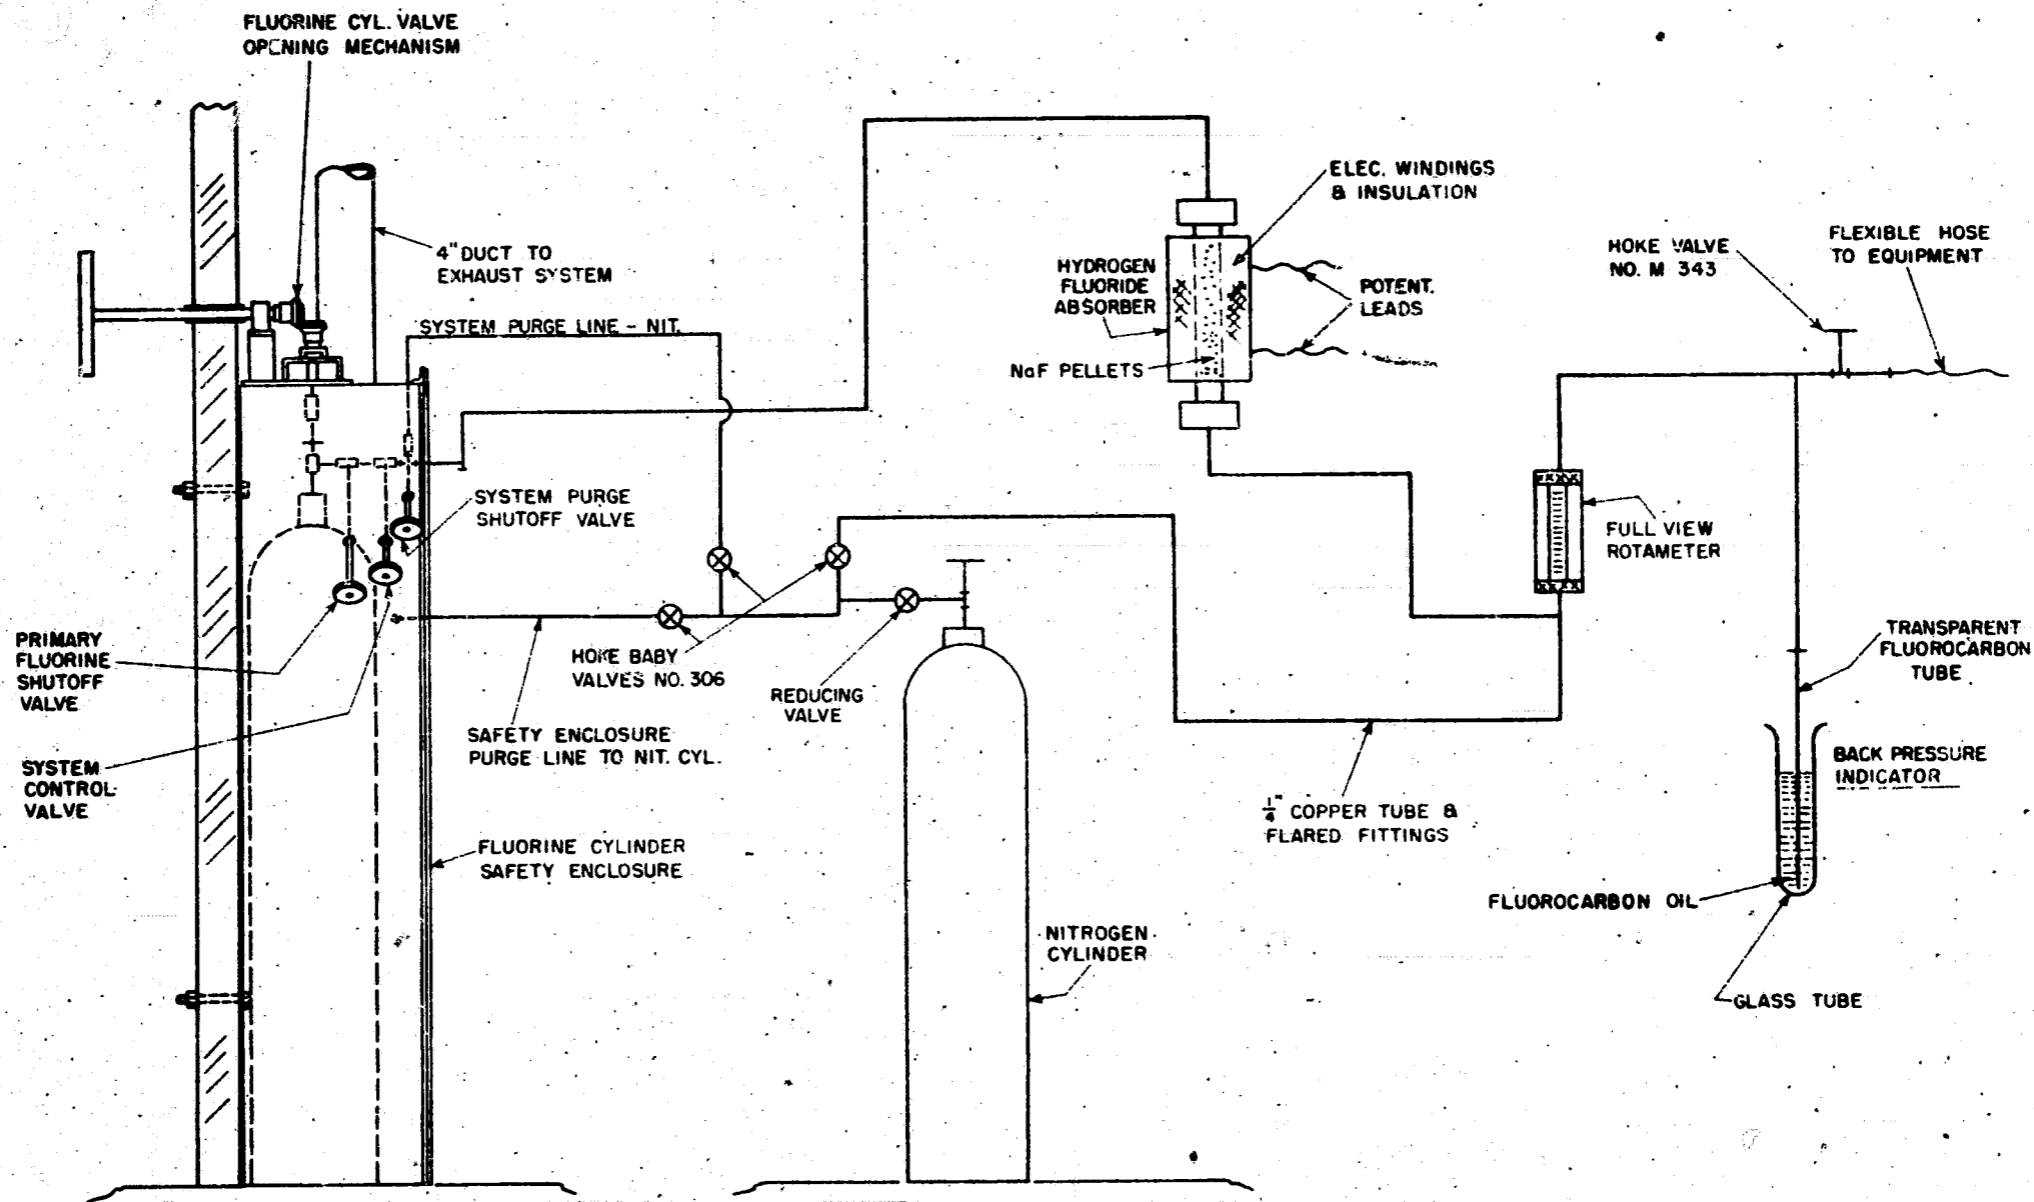 FLUORINE CYL. VALVE
OPENING MECHANISM
4" DUCT TO
EXHAUST SYSTEM
SYSTEM PURGE LINE - NIT.
ELEC. WINDINGS
& INSULATION
HYDROGEN
FLUORIDE
ABSORBER
POTENT.
LEADS
NaF PELLETS
HOKE VALVE
NO. M 343
FLEXIBLE HOSE
TO EQUIPMENT
SYSTEM PURGE
SHUTOFF VALVE
FULL VIEW
ROTAMETER
PRIMARY
FLUORINE
SHUTOFF
VALVE
HOKE BABY
VALVES NO. 306
REDUCING
VALVE
TRANSPARENT
FLUOROCARBON
TUBE
SAFETY ENCLOSURE
PURGE LINE TO NIT. CYL.
SYSTEM
CONTROL
VALVE
BACK PRESSURE
INDICATOR
1/4" COPPER TUBE &
FLARED FITTINGS
FLUORINE CYLINDER
SAFETY ENCLOSURE
FLUOROCARBON OIL
NITROGEN
CYLINDER
GLASS TUBE